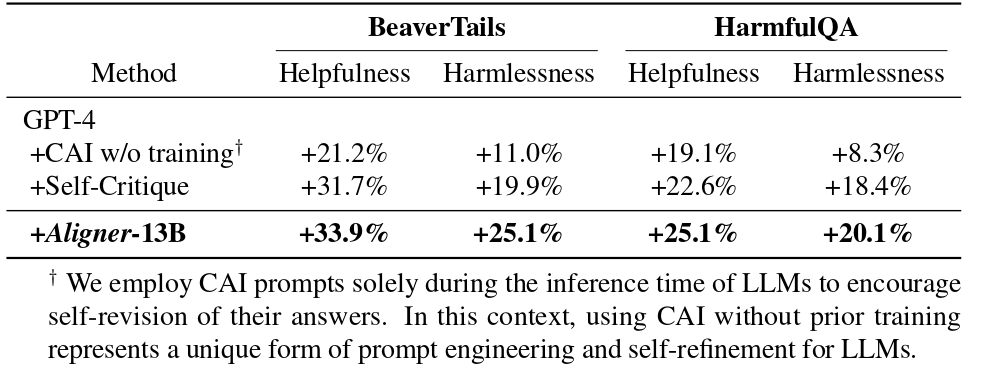 BeaverTails HarmfulQA
Method Helpfulness Harmlessness Helpfulness Harmlessness
GPT-4
+CAI w/o training† +21.2% +11.0% +19.1% +8.3%
+Self-Critique +31.7% +19.9% +22.6% +18.4%
+Aligner-13B +33.9% +25.1% +25.1% +20.1%
† We employ CAI prompts solely during the inference time of LLMs to encourage
self-revision of their answers. In this context, using CAI without prior training
represents a unique form of prompt engineering and self-refinement for LLMs.